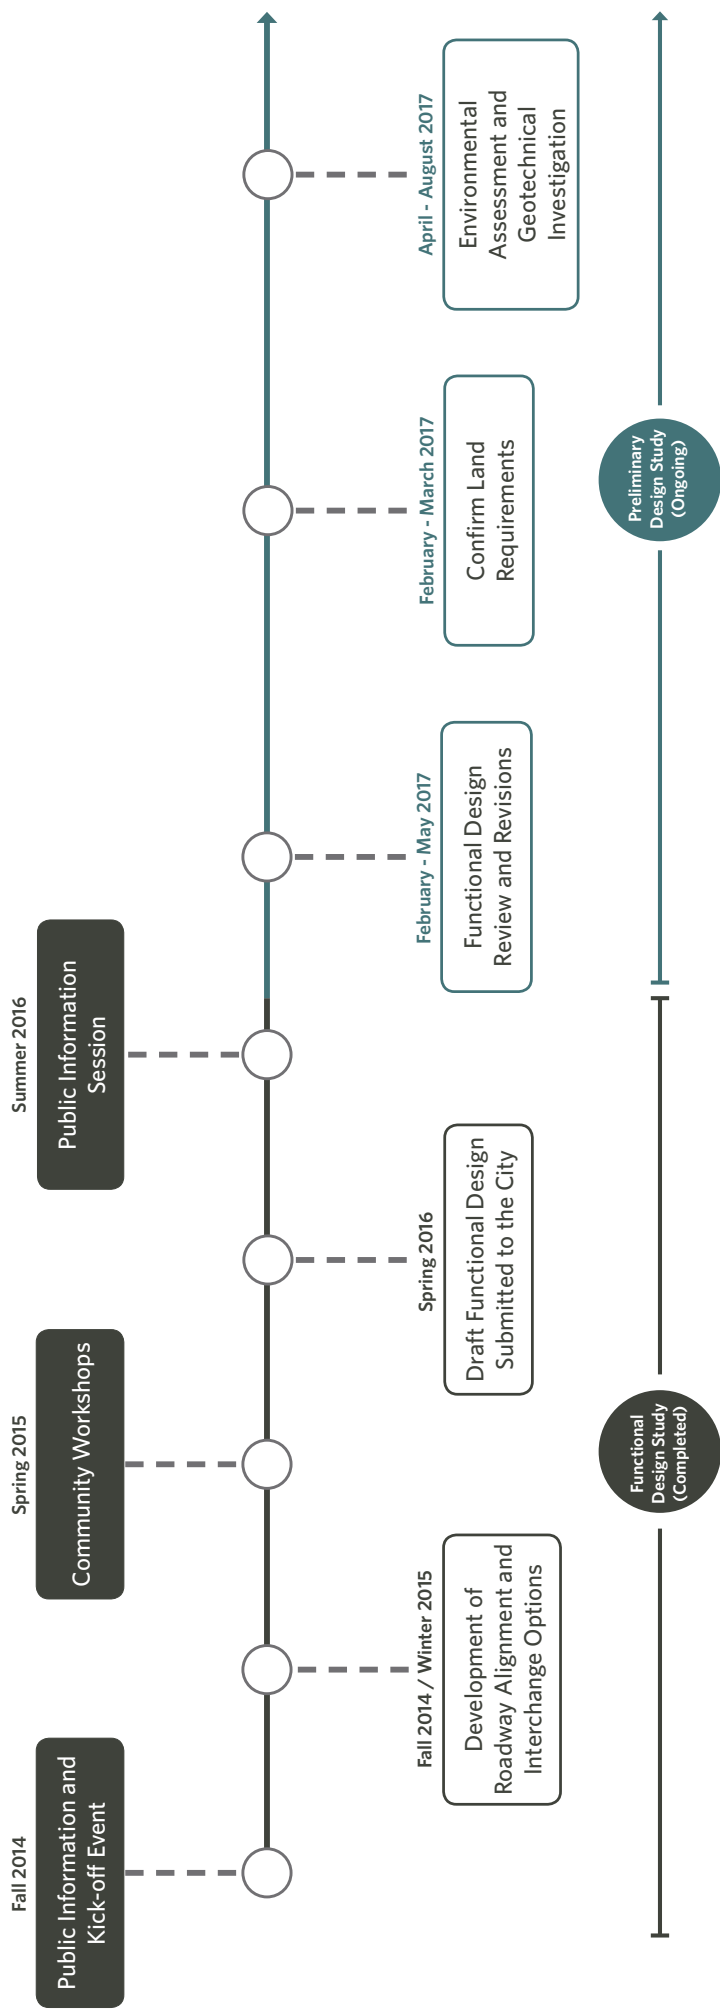 Fall 2014
Public Information and
Kick-off Event
Fall 2014 / Winter 2015
Development of
Roadway Alignment and
Interchange Options
Spring 2015
Community Workshops
Spring 2016
Draft Functional Design
Submitted to the City
Summer 2016
Public Information
Session
February - May 2017
Functional Design
Review and Revisions
February - March 2017
Confirm Land
Requirements
April - August 2017
Environmental
Assessment and
Geotechnical
Investigation
Functional
Design Study
(Completed)
Preliminary
Design Study
(Ongoing)